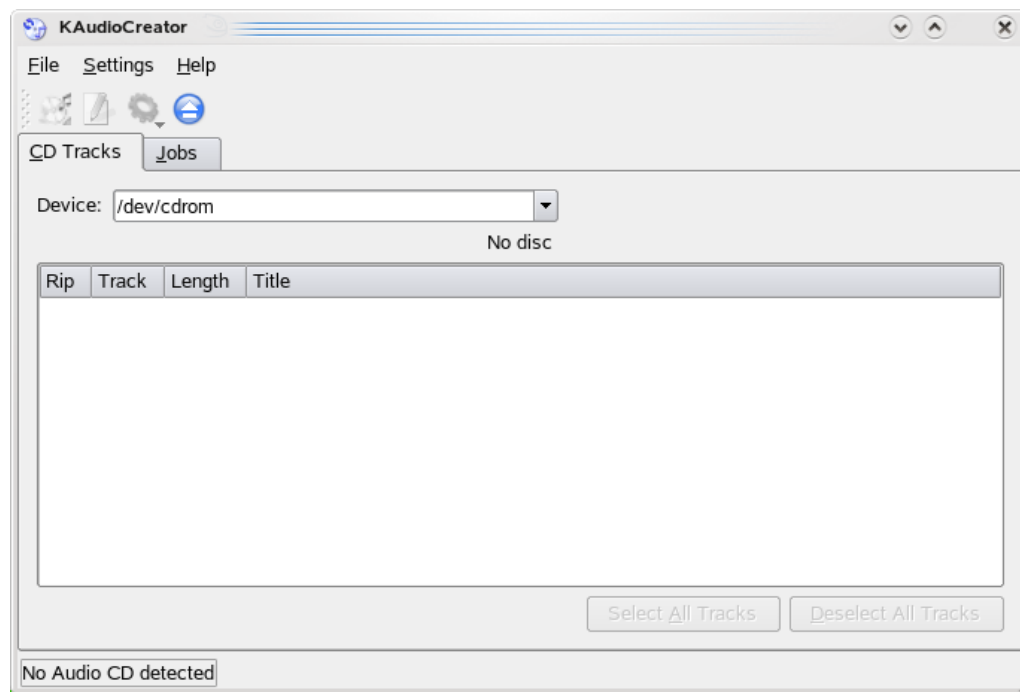 KAudioCreator
File Settings Help
CD Tracks Jobs
Device: /dev/cdrom
No disc
Rip Track Length Title
Select All Tracks Deselect All Tracks
No Audio CD detected